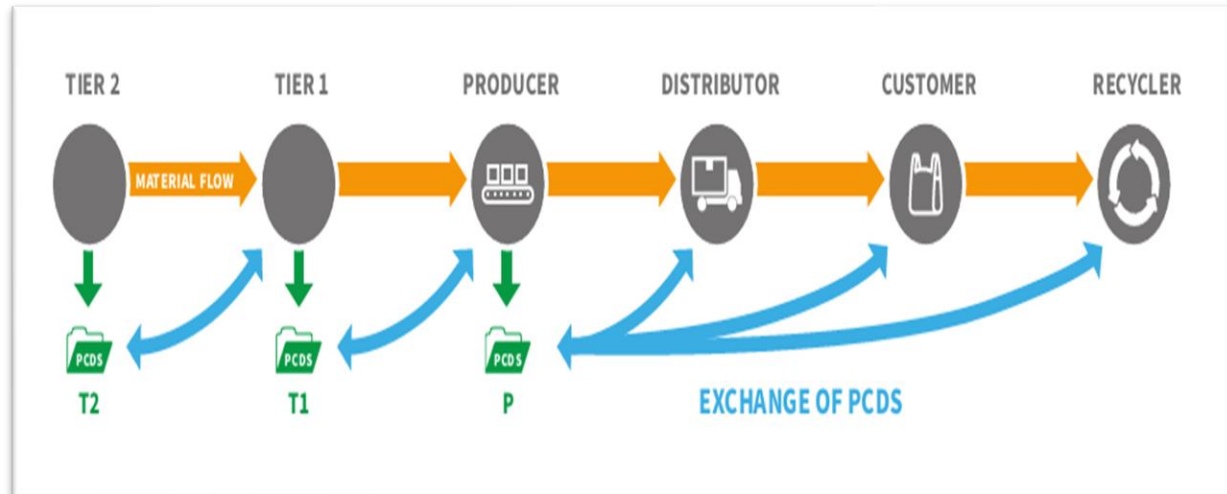 TIER 2
TIER 1
PRODUCER
DISTRIBUTOR
CUSTOMER
RECYCLER
MATERIAL FLOW
PCDS
PCDS
PCDS
T2
T1
P
EXCHANGE OF PCDS